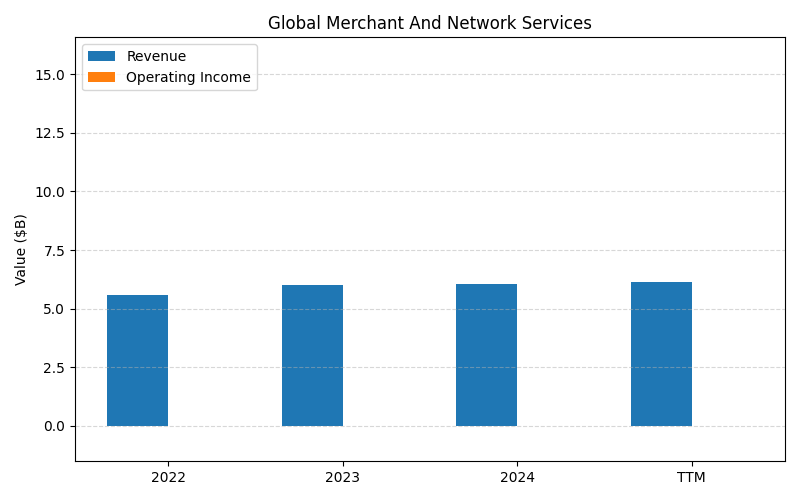 Global Merchant And Network Services
Revenue
Operating Income
Value ($B)
15.0
12.5
10.0
7.5
5.0
2.5
0.0
2022
2023
2024
TTM